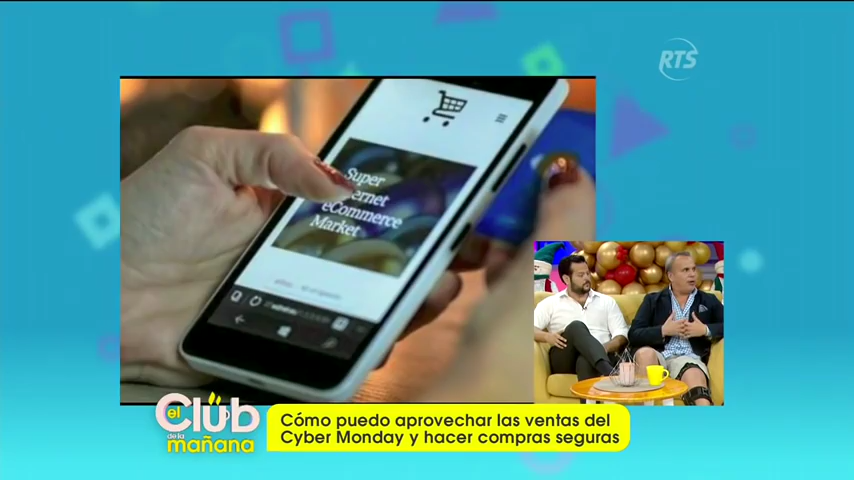 RTS
Super
Internet
eCommerce
Market
el
Club
de la
mañana
Cómo puedo aprovechar las ventas del
Cyber Monday y hacer compras seguras